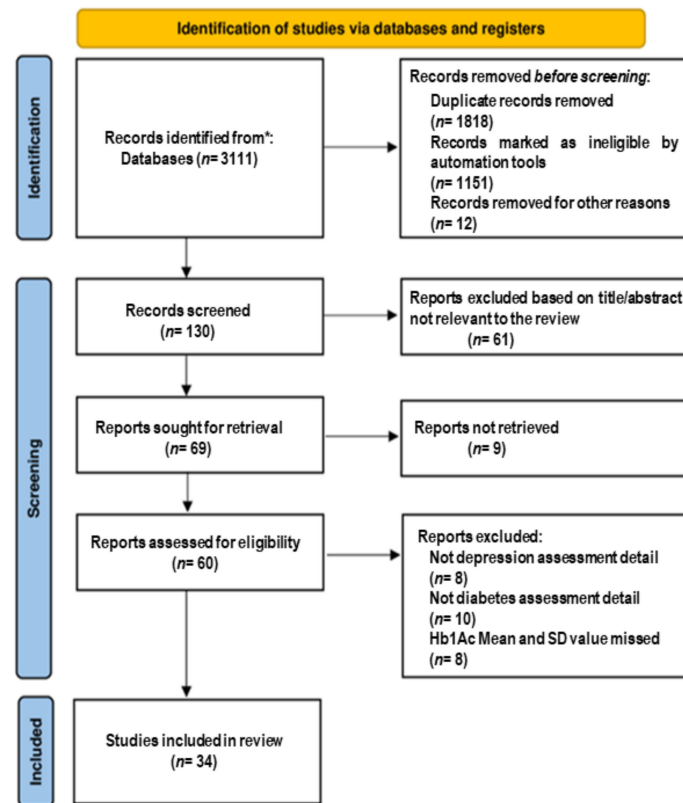 Identification of studies via databases and registers
Identification
Records identified from*:
Databases (n= 3111)
Records removed before screening:
Duplicate records removed
(n= 1818)
Records marked as ineligible by
automation tools
(n= 1151)
Records removed for other reasons
(n= 12)
Screening
Records screened
(n= 130)
Reports excluded based on title/abstract
not relevant to the review
(n= 61)
Reports sought for retrieval
(n= 69)
Reports not retrieved
(n= 9)
Reports assessed for eligibility
(n= 60)
Reports excluded:
Not depression assessment detail
(n= 8)
Not diabetes assessment detail
(n= 10)
Hb1Ac Mean and SD value missed
(n= 8)
Included
Studies included in review
(n= 34)